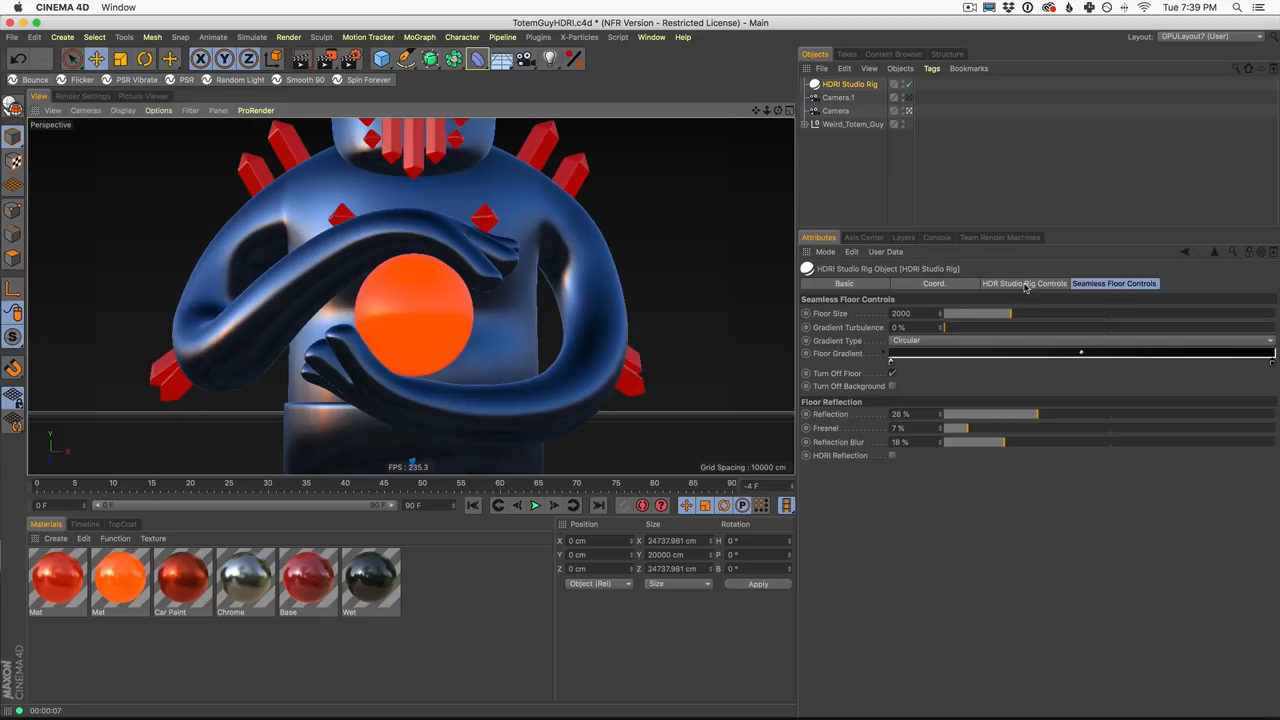 CINEMA 4D Window Tue 7:39 PM
TotemGuyHDRI.c4d * (NFR Version - Restricted License) - Main
File Edit Create Select Tools Mesh Snap Animate Simulate Render Sculpt Motion Tracker MoGraph Character Pipeline Plugins X-Particles Script Window Help Layout: GPULayout7 (User)
Objects Takes Content Browser Structure
File Edit View Objects Tags Bookmarks
Bounce Flicker PSR Vibrate PSR Random Light Smooth 90 Spin Forever
HDRI Studio Rig
View Render Settings Picture Viewer
Camera.1
View Cameras Display Options Filter Panel ProRender
Camera
Perspective
Weird_Totem_Guy
Attributes Axis Center Layers Console Team Render Machines
Mode Edit User Data
HDRI Studio Rig Object [HDRI Studio Rig]
Basic Coord. HDR Studio Rig Controls Seamless Floor Controls
Seamless Floor Controls
Floor Size 2000
Gradient Turbulence 0 %
Gradient Type Circular
Floor Gradient
Turn Off Floor
Turn Off Background
Floor Reflection
Reflection 28 %
Fresnel 7 %
Reflection Blur 18 %
HDRI Reflection
Y
X
FPS : 235.3 Grid Spacing : 10000 cm
0 5 10 15 20 25 30 35 40 45 50 55 60 65 70 75 80 85 90 -4 F
0 F 0 F 90 F 90 F
Materials Timeline TopCoat
Create Edit Function Texture
Position Size Rotation
X 0 cm X 24737.981 cm H 0 °
Y 0 cm Y 20000 cm P 0 °
Z 0 cm Z 24737.981 cm B 0 °
Object (Rel) Size Apply
Mat Mat Car Paint Chrome Base Wet
MAXON
CINEMA 4D
00:00:07